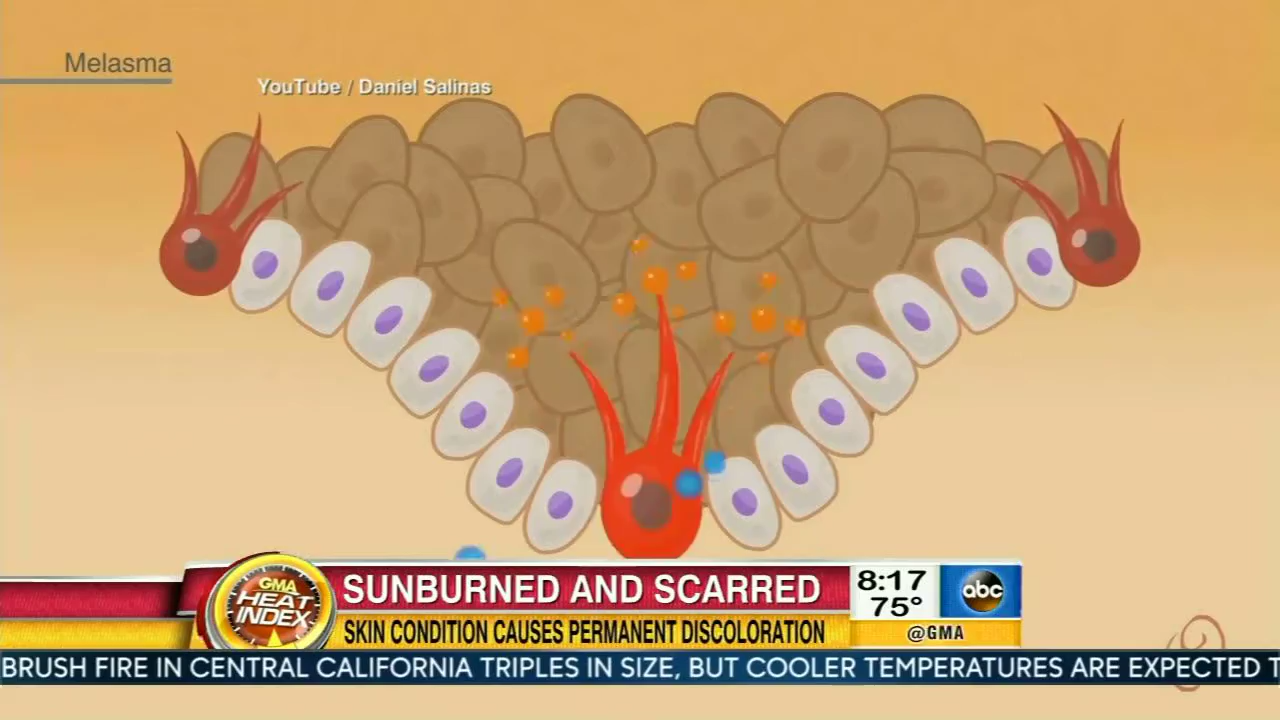 Melasma
YouTube / Daniel Salinas
GMA
HEAT
INDEX
SUNBURNED AND SCARRED
SKIN CONDITION CAUSES PERMANENT DISCOLORATION
8:17
75°
abc
@GMA
BRUSH FIRE IN CENTRAL CALIFORNIA TRIPLES IN SIZE, BUT COOLER TEMPERATURES ARE EXPECTED T